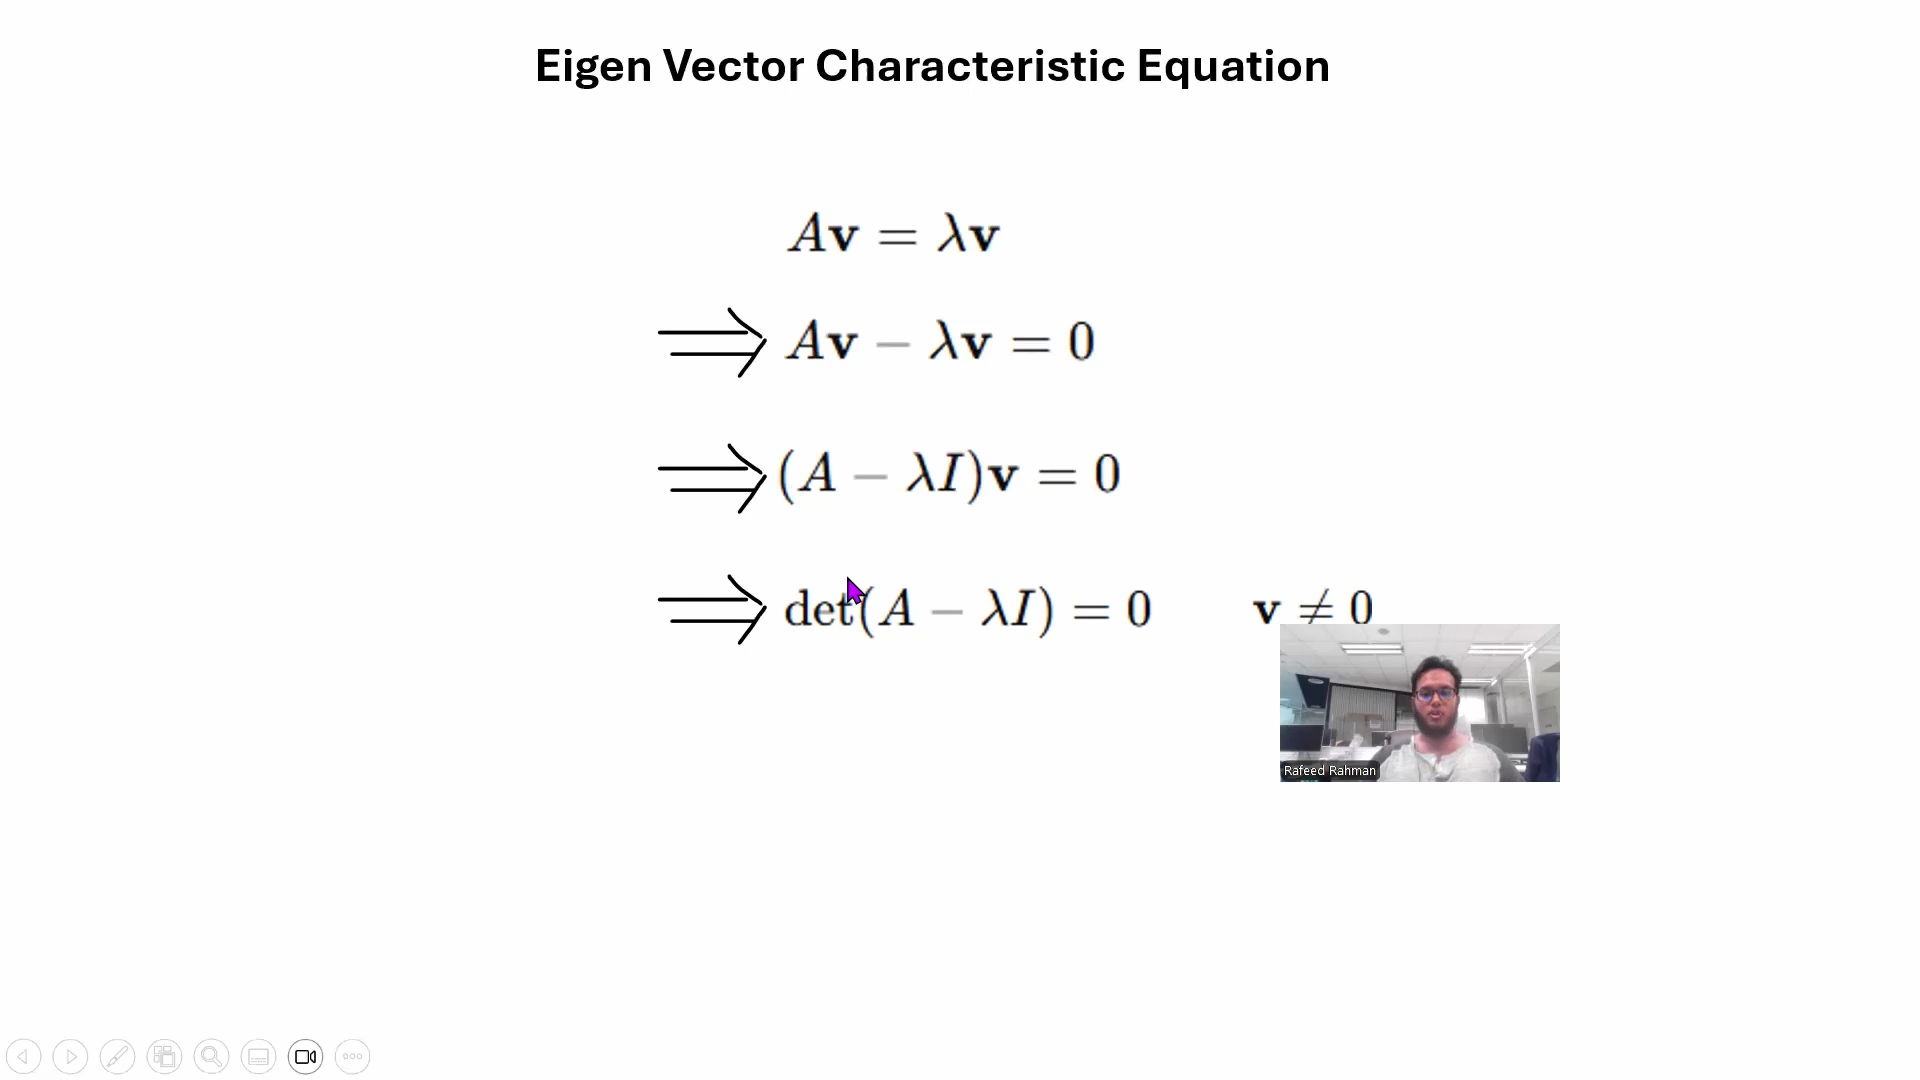 Eigen Vector Characteristic Equation
A𝐯 = λ𝐯
⟹ A𝐯 − λ𝐯 = 0
⟹ (A − λI)𝐯 = 0
⟹ det(A − λI) = 0 𝐯 ≠ 0
Rafeed Rahman